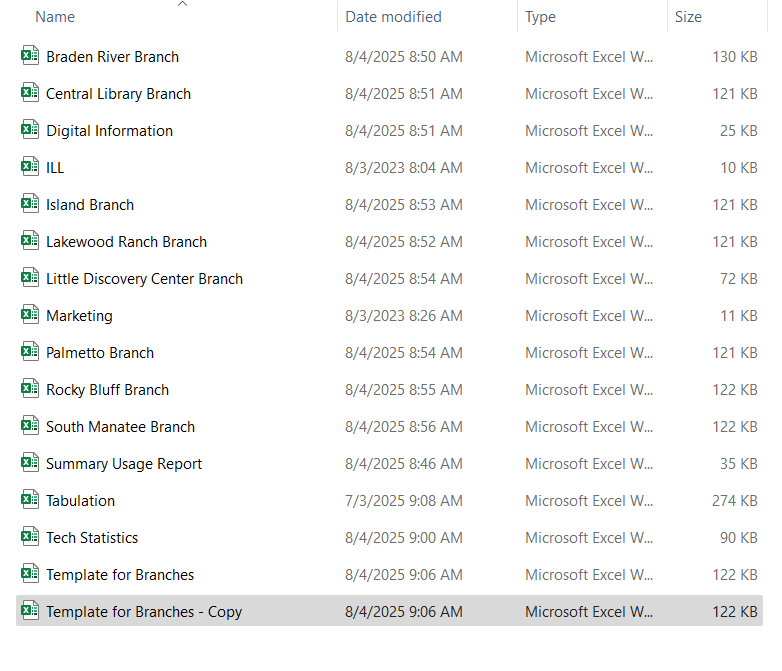 Name Date modified Type Size
Braden River Branch 8/4/2025 8:50 AM Microsoft Excel W... 130 KB
Central Library Branch 8/4/2025 8:51 AM Microsoft Excel W... 121 KB
Digital Information 8/4/2025 8:51 AM Microsoft Excel W... 25 KB
ILL 8/3/2023 8:04 AM Microsoft Excel W... 10 KB
Island Branch 8/4/2025 8:53 AM Microsoft Excel W... 121 KB
Lakewood Ranch Branch 8/4/2025 8:52 AM Microsoft Excel W... 121 KB
Little Discovery Center Branch 8/4/2025 8:54 AM Microsoft Excel W... 72 KB
Marketing 8/3/2023 8:26 AM Microsoft Excel W... 11 KB
Palmetto Branch 8/4/2025 8:54 AM Microsoft Excel W... 121 KB
Rocky Bluff Branch 8/4/2025 8:55 AM Microsoft Excel W... 122 KB
South Manatee Branch 8/4/2025 8:56 AM Microsoft Excel W... 122 KB
Summary Usage Report 8/4/2025 8:46 AM Microsoft Excel W... 35 KB
Tabulation 7/3/2025 9:08 AM Microsoft Excel W... 274 KB
Tech Statistics 8/4/2025 9:00 AM Microsoft Excel W... 90 KB
Template for Branches 8/4/2025 9:06 AM Microsoft Excel W... 122 KB
Template for Branches - Copy 8/4/2025 9:06 AM Microsoft Excel W... 122 KB